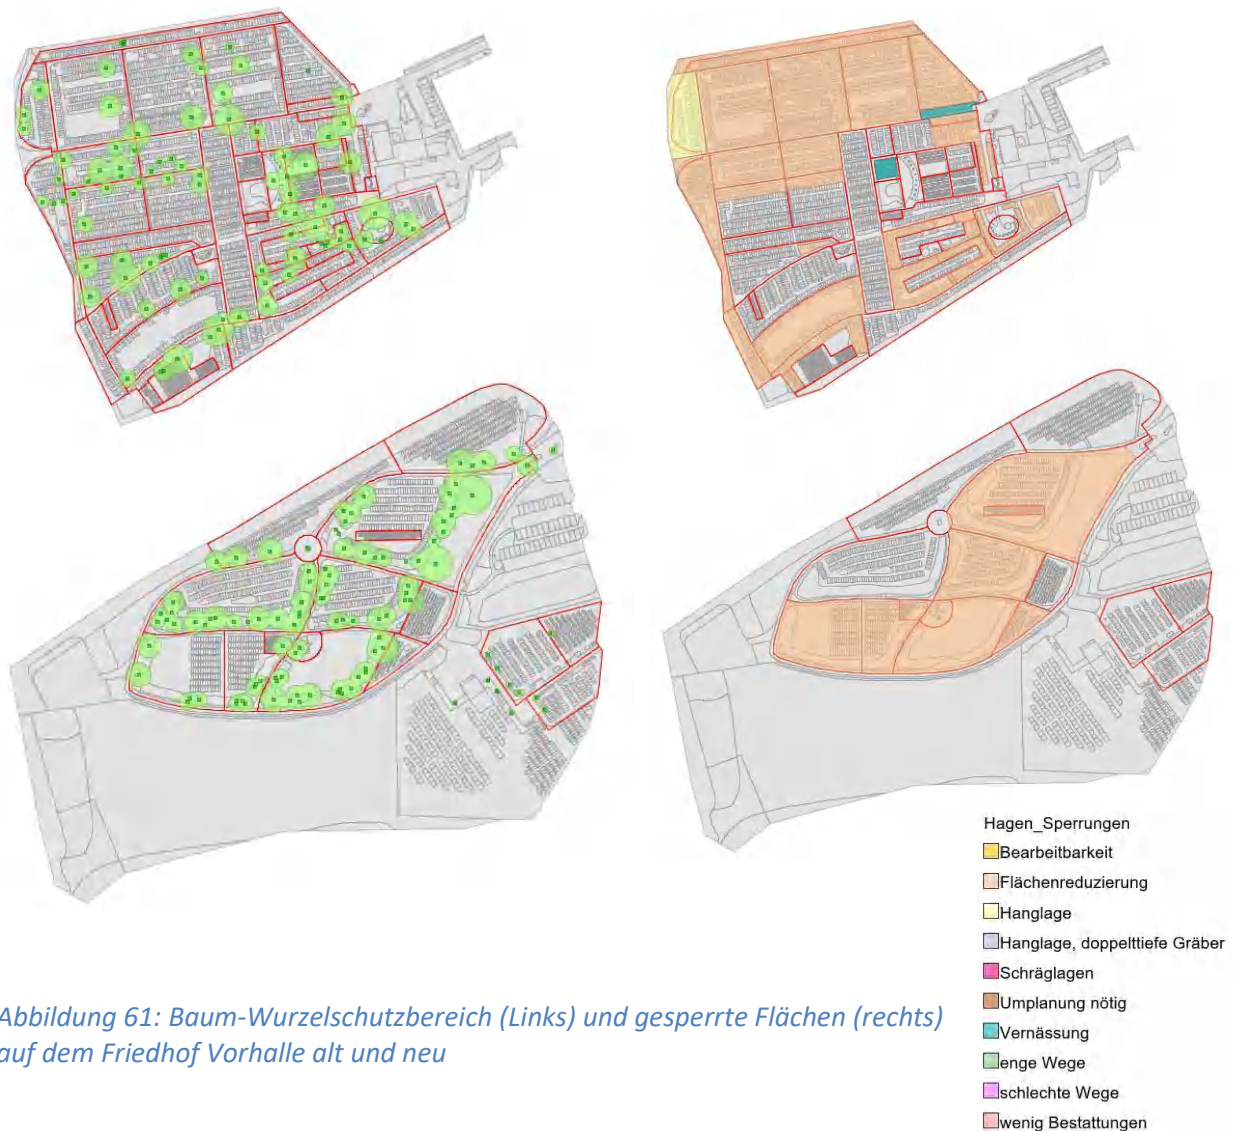 Hagen_Sperrungen
Bearbeitbarkeit
Flächenreduzierung
Hanglage
Hanglage, doppelttiefe Gräber
Schräglagen
Umplanung nötig
Vernässung
enge Wege
schlechte Wege
wenig Bestattungen
Abbildung 61: Baum-Wurzelschutzbereich (Links) und gesperrte Flächen (rechts)
auf dem Friedhof Vorhalle alt und neu